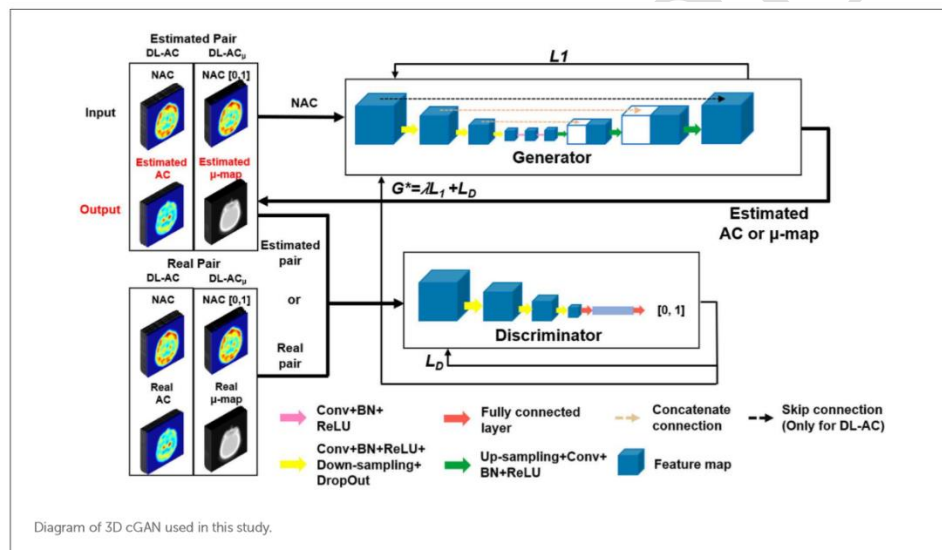 Estimated Pair
DL-AC DL-ACμ
NAC NAC [0,1]
Input
Estimated AC
Estimated μ-map
Output
Real Pair
DL-AC DL-ACμ
NAC NAC [0,1]
Real AC
Real μ-map
NAC
L1
Generator
G*=λL1 +LD
Estimated
AC or μ-map
Estimated
pair
or
Real
pair
[0, 1]
Discriminator
LD
Conv+BN+
ReLU
Fully connected
layer
Concatenate
connection
Skip connection
(Only for DL-AC)
Conv+BN+ReLU+
Down-sampling+
DropOut
Up-sampling+Conv+
BN+ReLU
Feature map
Diagram of 3D cGAN used in this study.